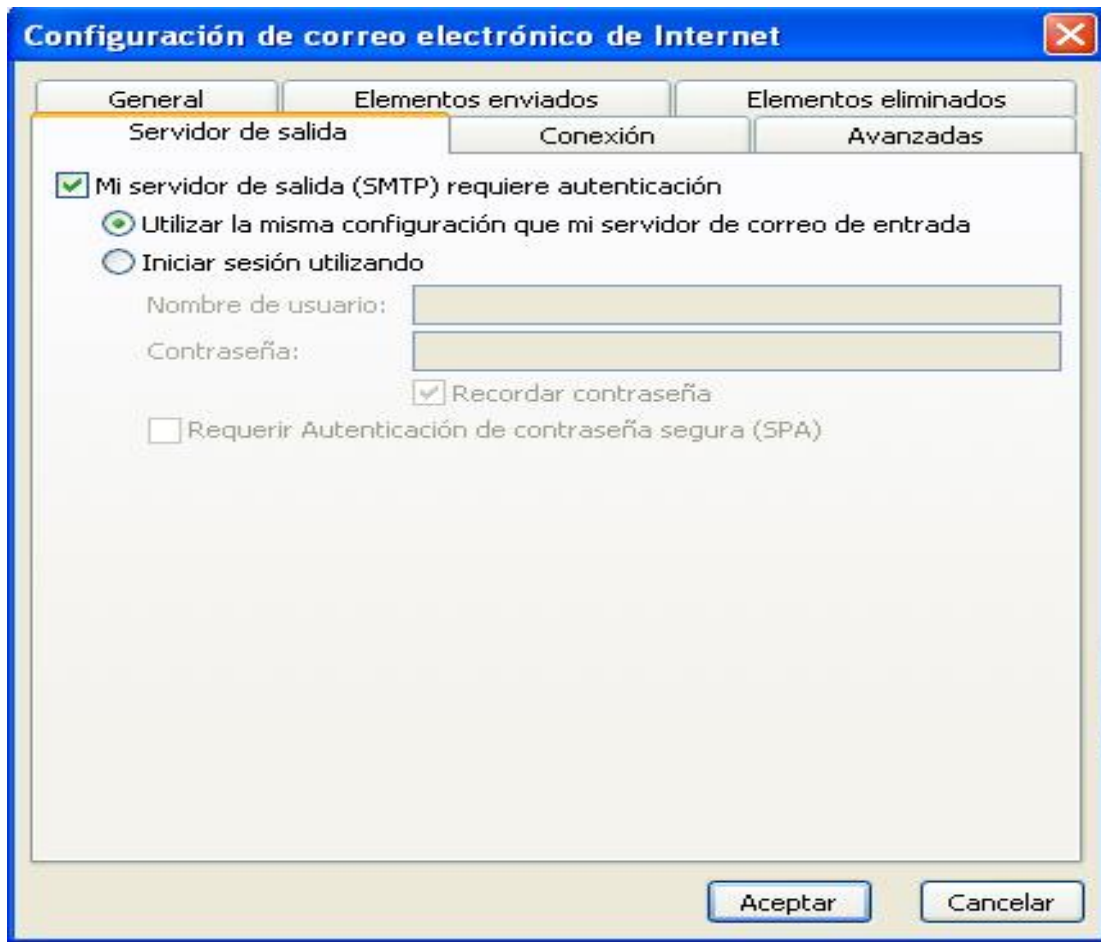 Configuración de correo electrónico de Internet
General
Elementos enviados
Elementos eliminados
Servidor de salida
Conexión
Avanzadas
Mi servidor de salida (SMTP) requiere autenticación
Utilizar la misma configuración que mi servidor de correo de entrada
Iniciar sesión utilizando
Nombre de usuario:
Contraseña:
Recordar contraseña
Requerir Autenticación de contraseña segura (SPA)
Aceptar
Cancelar